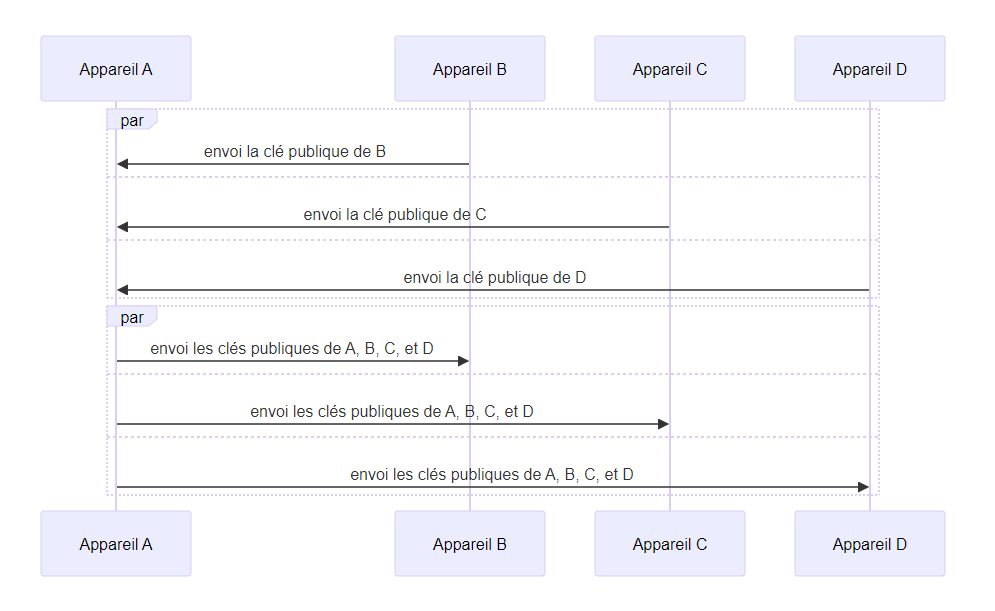 Appareil A
Appareil B
Appareil C
Appareil D
par
envoi la clé publique de B
envoi la clé publique de C
envoi la clé publique de D
par
envoi les clés publiques de A, B, C, et D
envoi les clés publiques de A, B, C, et D
envoi les clés publiques de A, B, C, et D
Appareil A
Appareil B
Appareil C
Appareil D